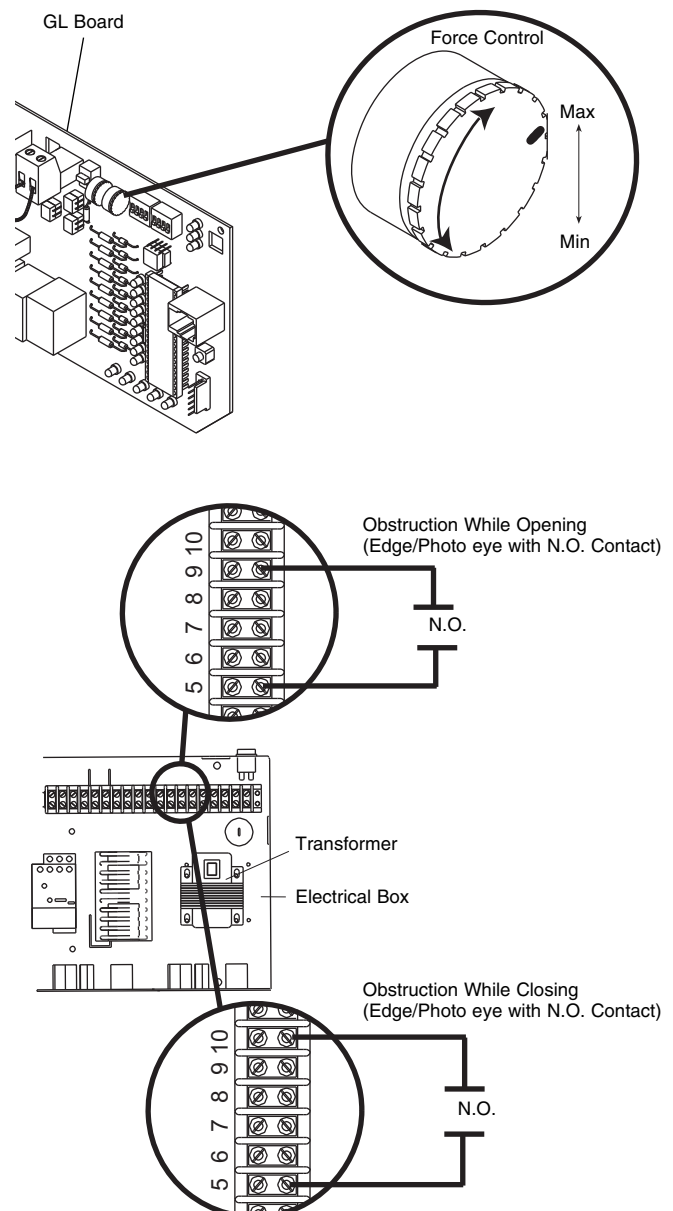 GL Board
Force Control
Max
Min
Obstruction While Opening
(Edge/Photo eye with N.O. Contact)
10
9
8
7
6
5
N.O.
Transformer
Electrical Box
Obstruction While Closing
(Edge/Photo eye with N.O. Contact)
10
9
8
7
6
5
N.O.